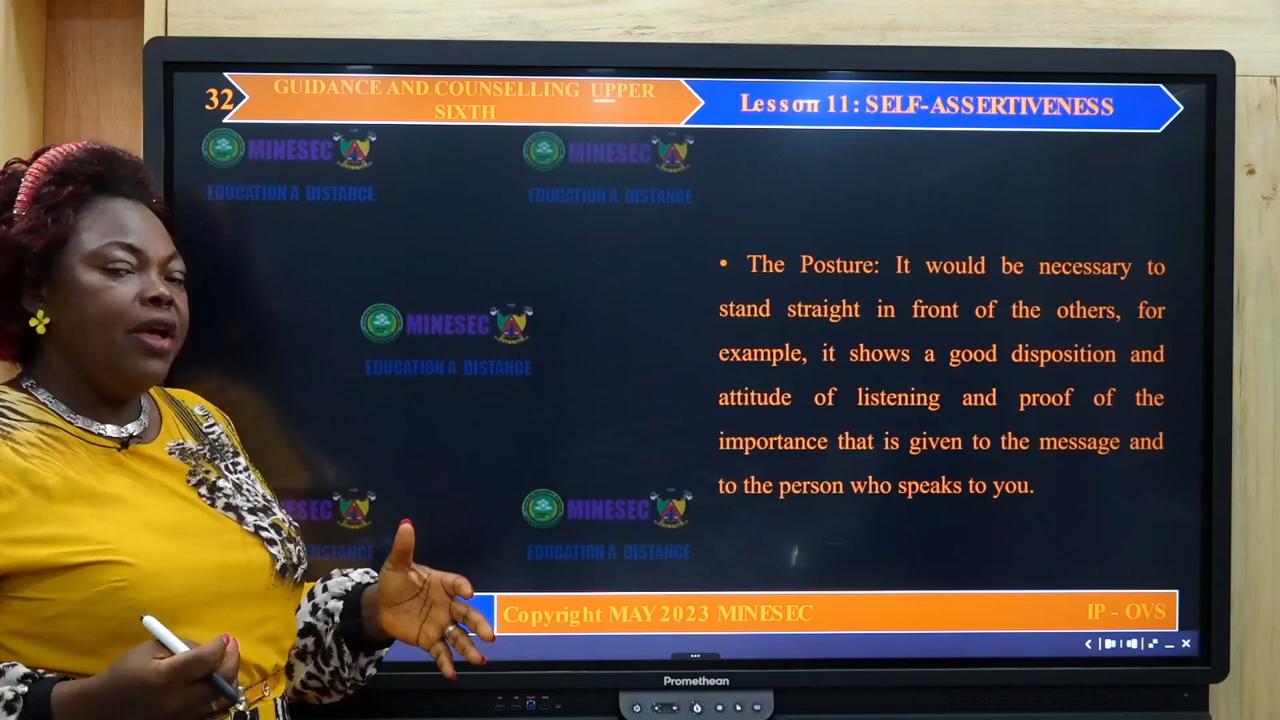 32
GUIDANCE AND COUNSELLING UPPER
SIXTH
Lesson 11: SELF-ASSERTIVENESS
MINESEC
EDUCATION A DISTANCE
MINESEC
EDUCATION A DISTANCE
• The Posture: It would be necessary to
stand straight in front of the others, for
example, it shows a good disposition and
attitude of listening and proof of the
importance that is given to the message and
to the person who speaks to you.
MINESEC
EDUCATION A DISTANCE
ESEC
DISTANCE
MINESEC
EDUCATION A DISTANCE
Copyright MAY 2023 MINESEC
IP - OVS
Promethean